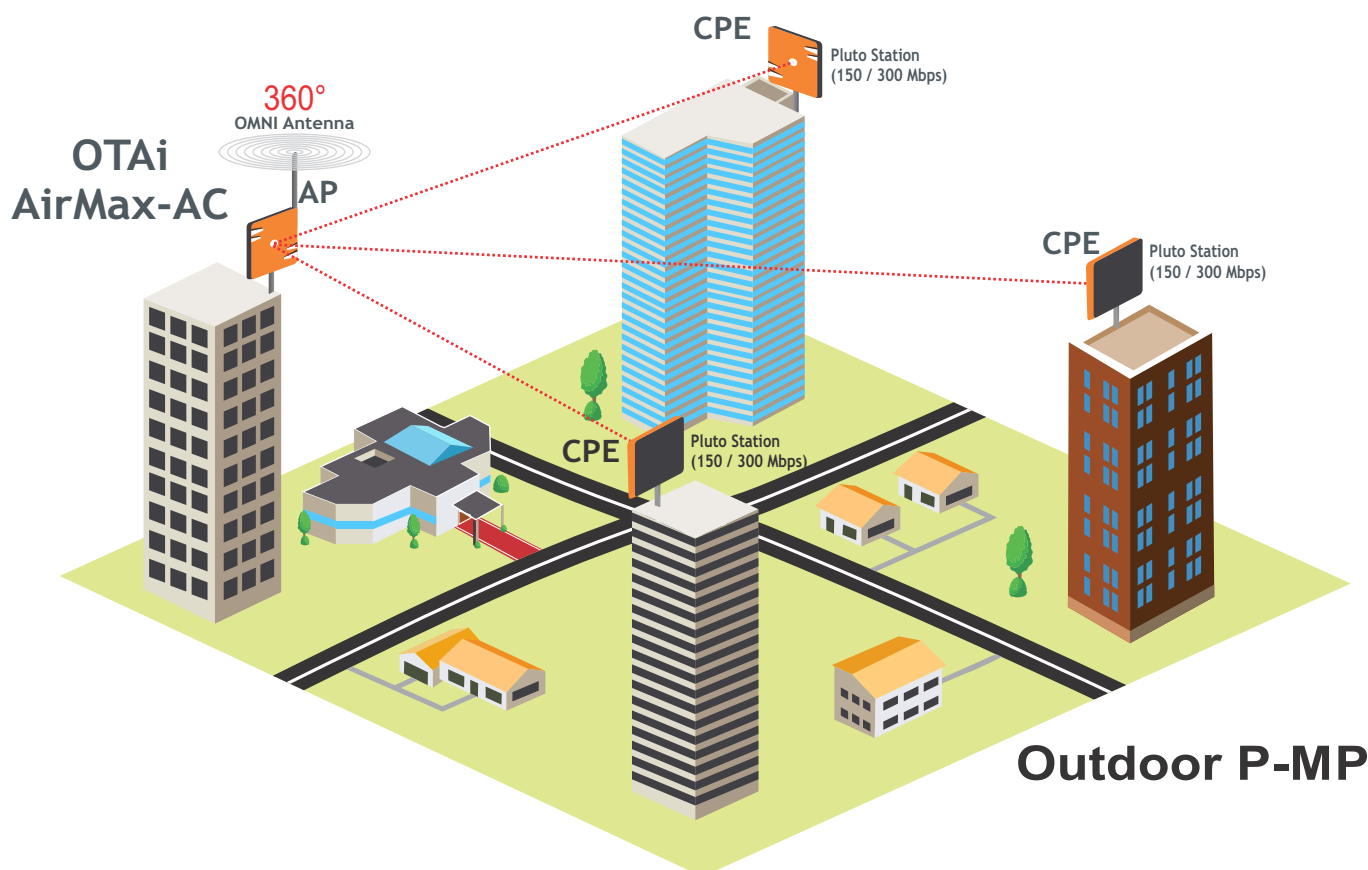 CPE
Pluto Station
(150 / 300 Mbps)
360°
OMNI Antenna
OTAi
AirMax-AC
AP
CPE
Pluto Station
(150 / 300 Mbps)
CPE
Pluto Station
(150 / 300 Mbps)
Outdoor P-MP